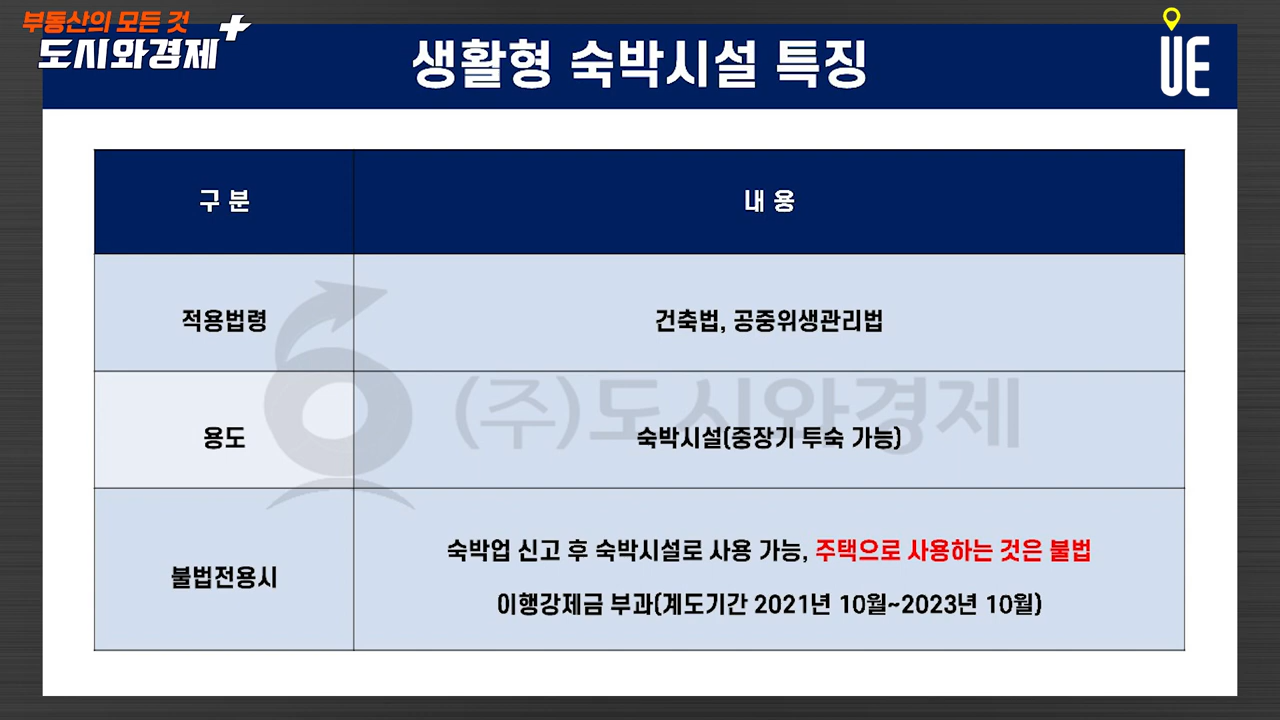 부동산의 모든 것
도시와경제+
생활형 숙박시설 특징
UE
구 분
내 용
적용법령
건축법, 공중위생관리법
(주)도시와경제
용도
숙박시설(중장기 투숙 가능)
불법전용시
숙박업 신고 후 숙박시설로 사용 가능, 주택으로 사용하는 것은 불법
이행강제금 부과(계도기간 2021년 10월~2023년 10월)